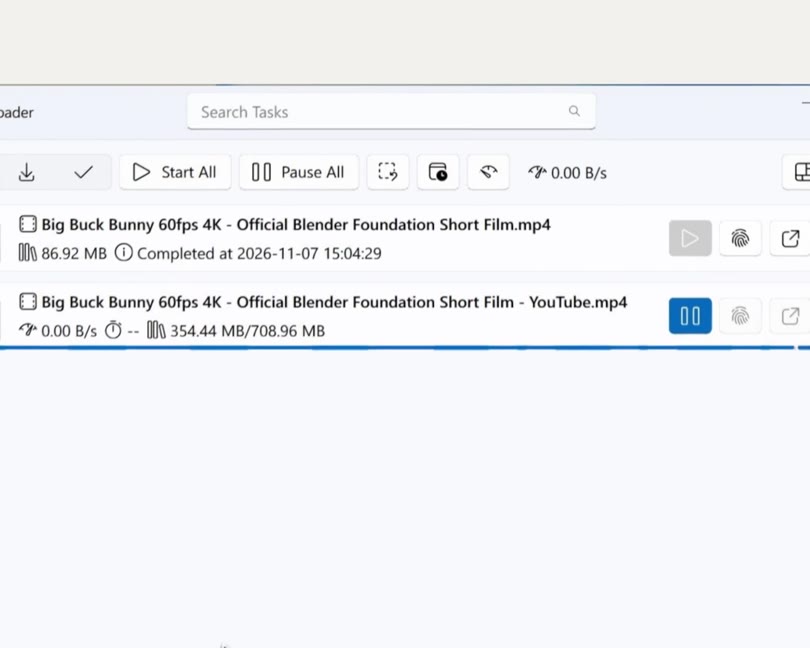 oader
Search Tasks
Start All
Pause All
0.00 B/s
Big Buck Bunny 60fps 4K - Official Blender Foundation Short Film.mp4
86.92 MB Completed at 2026-11-07 15:04:29
Big Buck Bunny 60fps 4K - Official Blender Foundation Short Film - YouTube.mp4
0.00 B/s -- 354.44 MB/708.96 MB